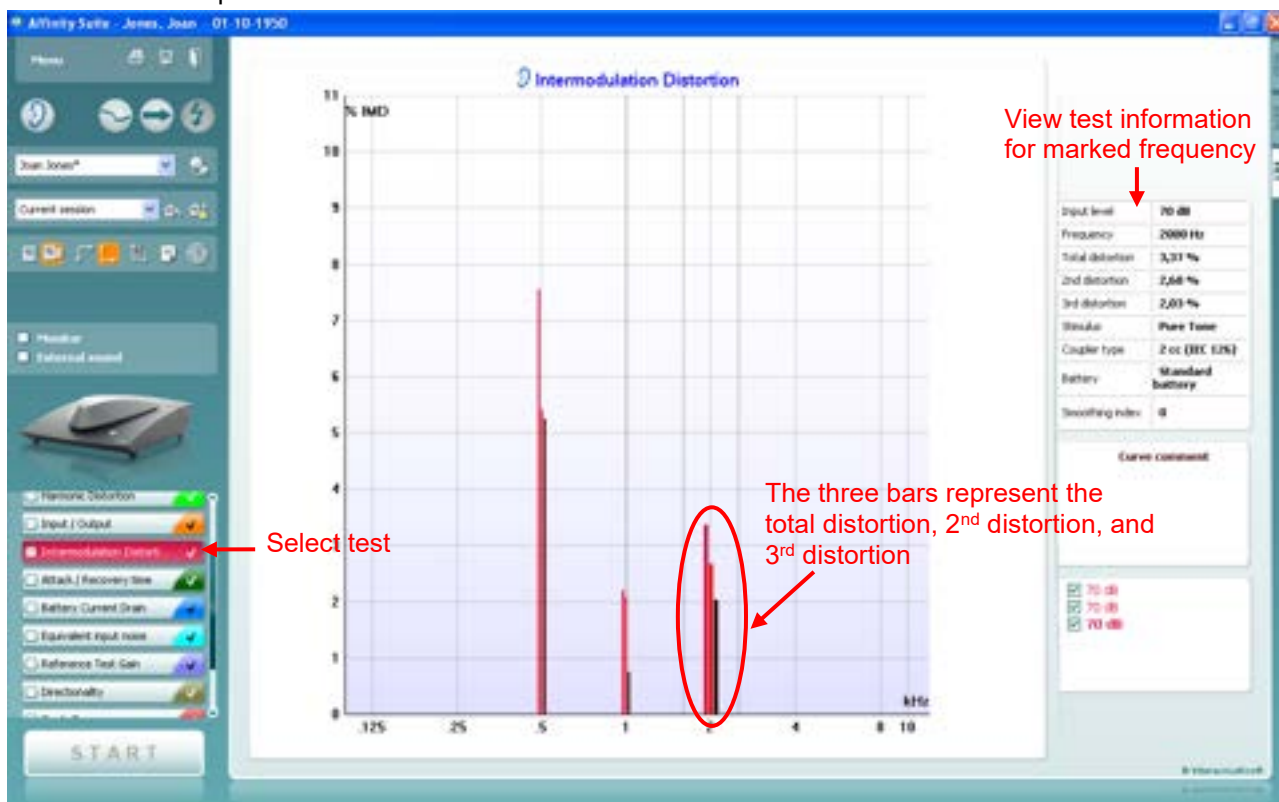 Affinity Suite - Jones, Joan 01-10-1950
Menu
Joan Jones*
Current session
Monitor
External sound
Harmonic Distortion
Input / Output
Intermodulation Distorti
Attack / Recovery time
Battery Current Drain
Equivalent input noise
Reference Test Gain
Directionality
START
Select test
Intermodulation Distortion
% IMD
11
10
9
8
7
6
5
4
3
2
1
0
.125 .25 .5 1 2 4 8 10
kHz
The three bars represent the
total distortion, 2nd distortion, and
3rd distortion
View test information
for marked frequency
Input level 70 dB
Frequency 2000 Hz
Total distortion 3,37 %
2nd distortion 2,68 %
3rd distortion 2,03 %
Stimulus Pure Tone
Coupler type 2 cc (IEC 126)
Battery Standard battery
Smoothing index 0
Curve comment
70 dB
70 dB
70 dB